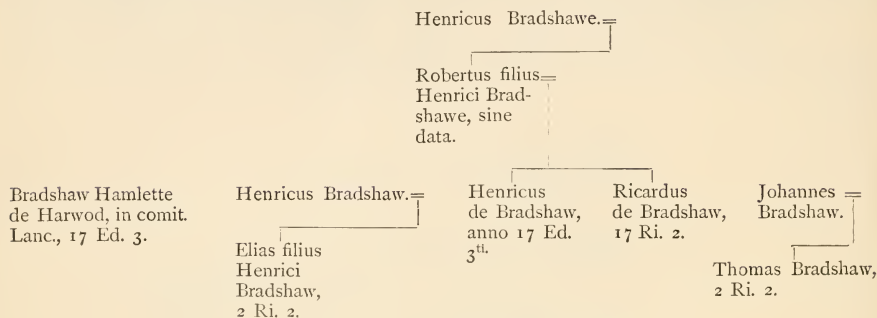 Henricus Bradshawe.=
Robertus filius=
Henrici Brad-
shawe, sine
data.
Bradshaw Hamlette
de Harwod, in comit.
Lanc., 17 Ed. 3.
Henricus Bradshaw.=
Elias filius
Henrici
Bradshaw,
2 Ri. 2.
Henricus
de Bradshaw,
anno 17 Ed.
3ti.
Ricardus
de Bradshaw,
17 Ri. 2.
Johannes =
Bradshaw.
Thomas Bradshaw,
2 Ri. 2.